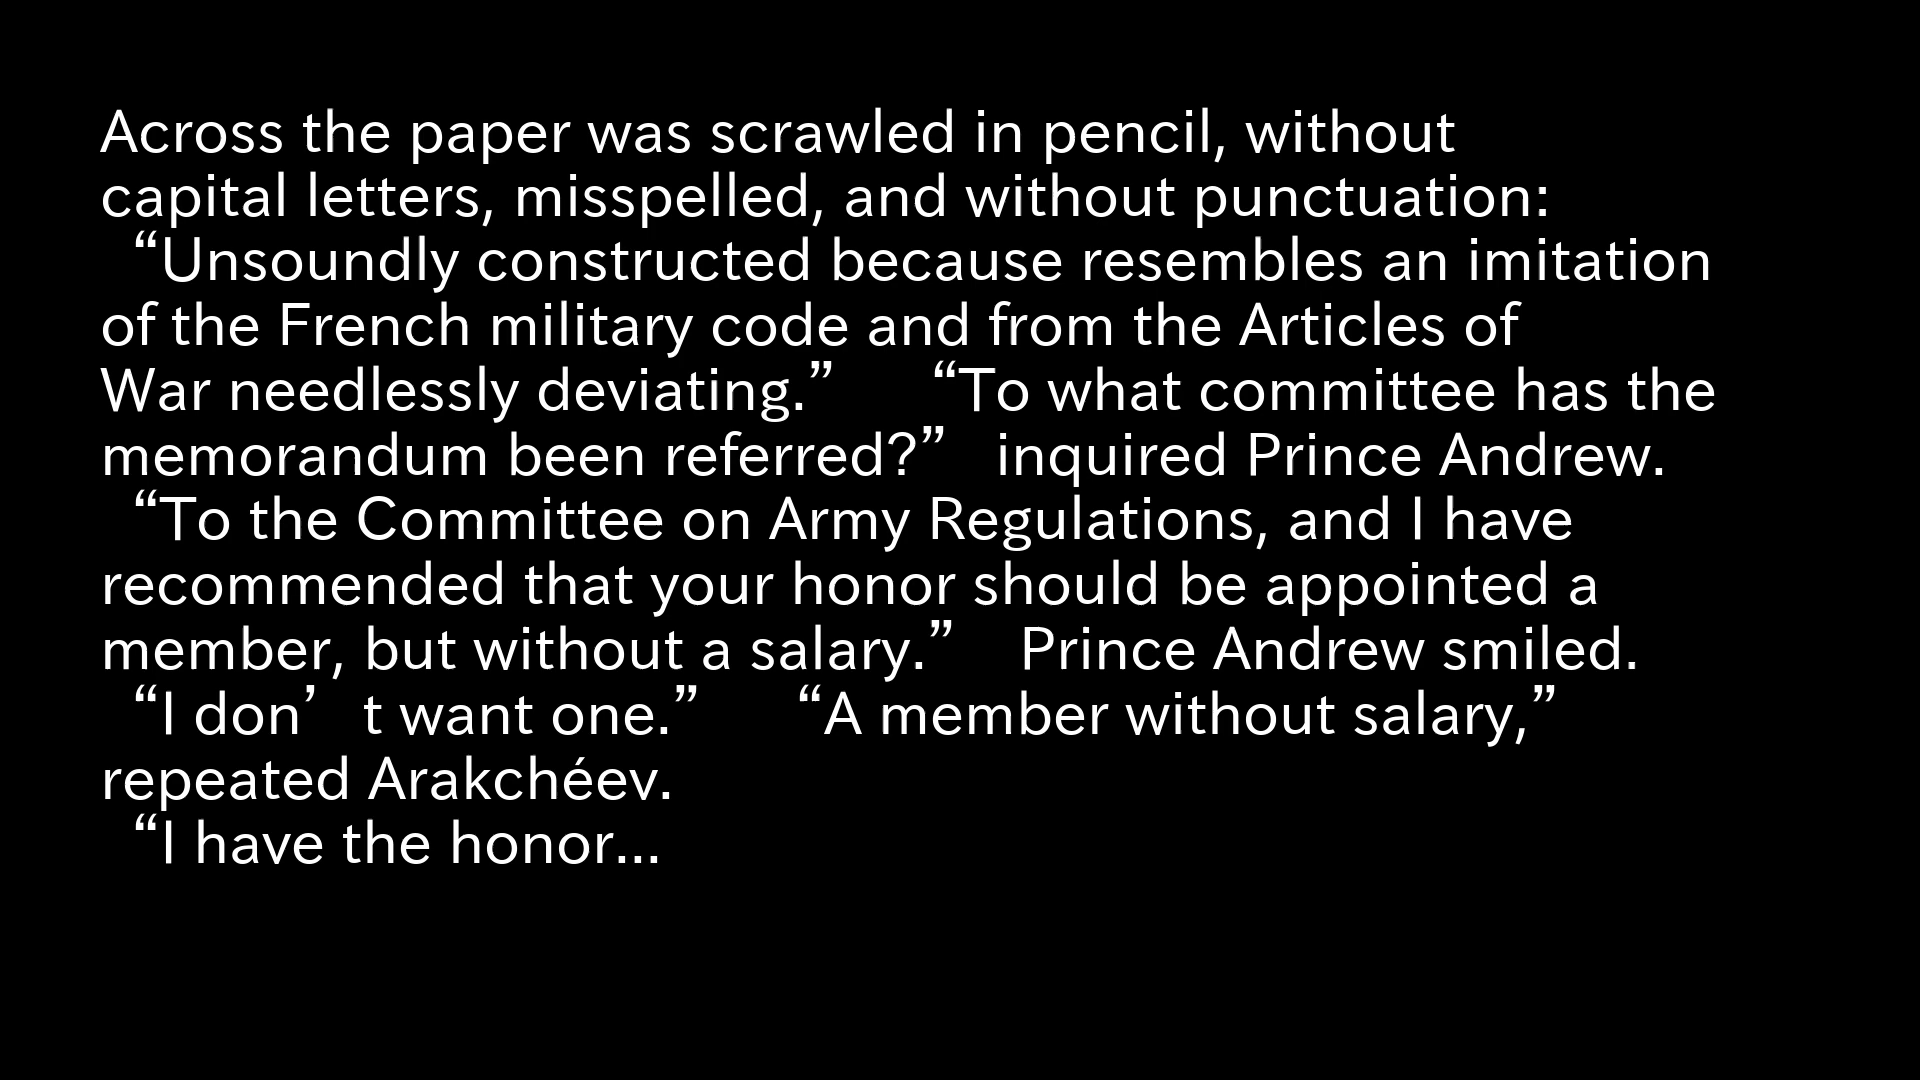 Across the paper was scrawled in pencil, without
capital letters, misspelled, and without punctuation:
“Unsoundly constructed because resembles an imitation
of the French military code and from the Articles of
War needlessly deviating.” “To what committee has the
memorandum been referred?” inquired Prince Andrew.
“To the Committee on Army Regulations, and I have
recommended that your honor should be appointed a
member, but without a salary.” Prince Andrew smiled.
“I don’t want one.” “A member without salary,”
repeated Arakchéev.
“I have the honor...